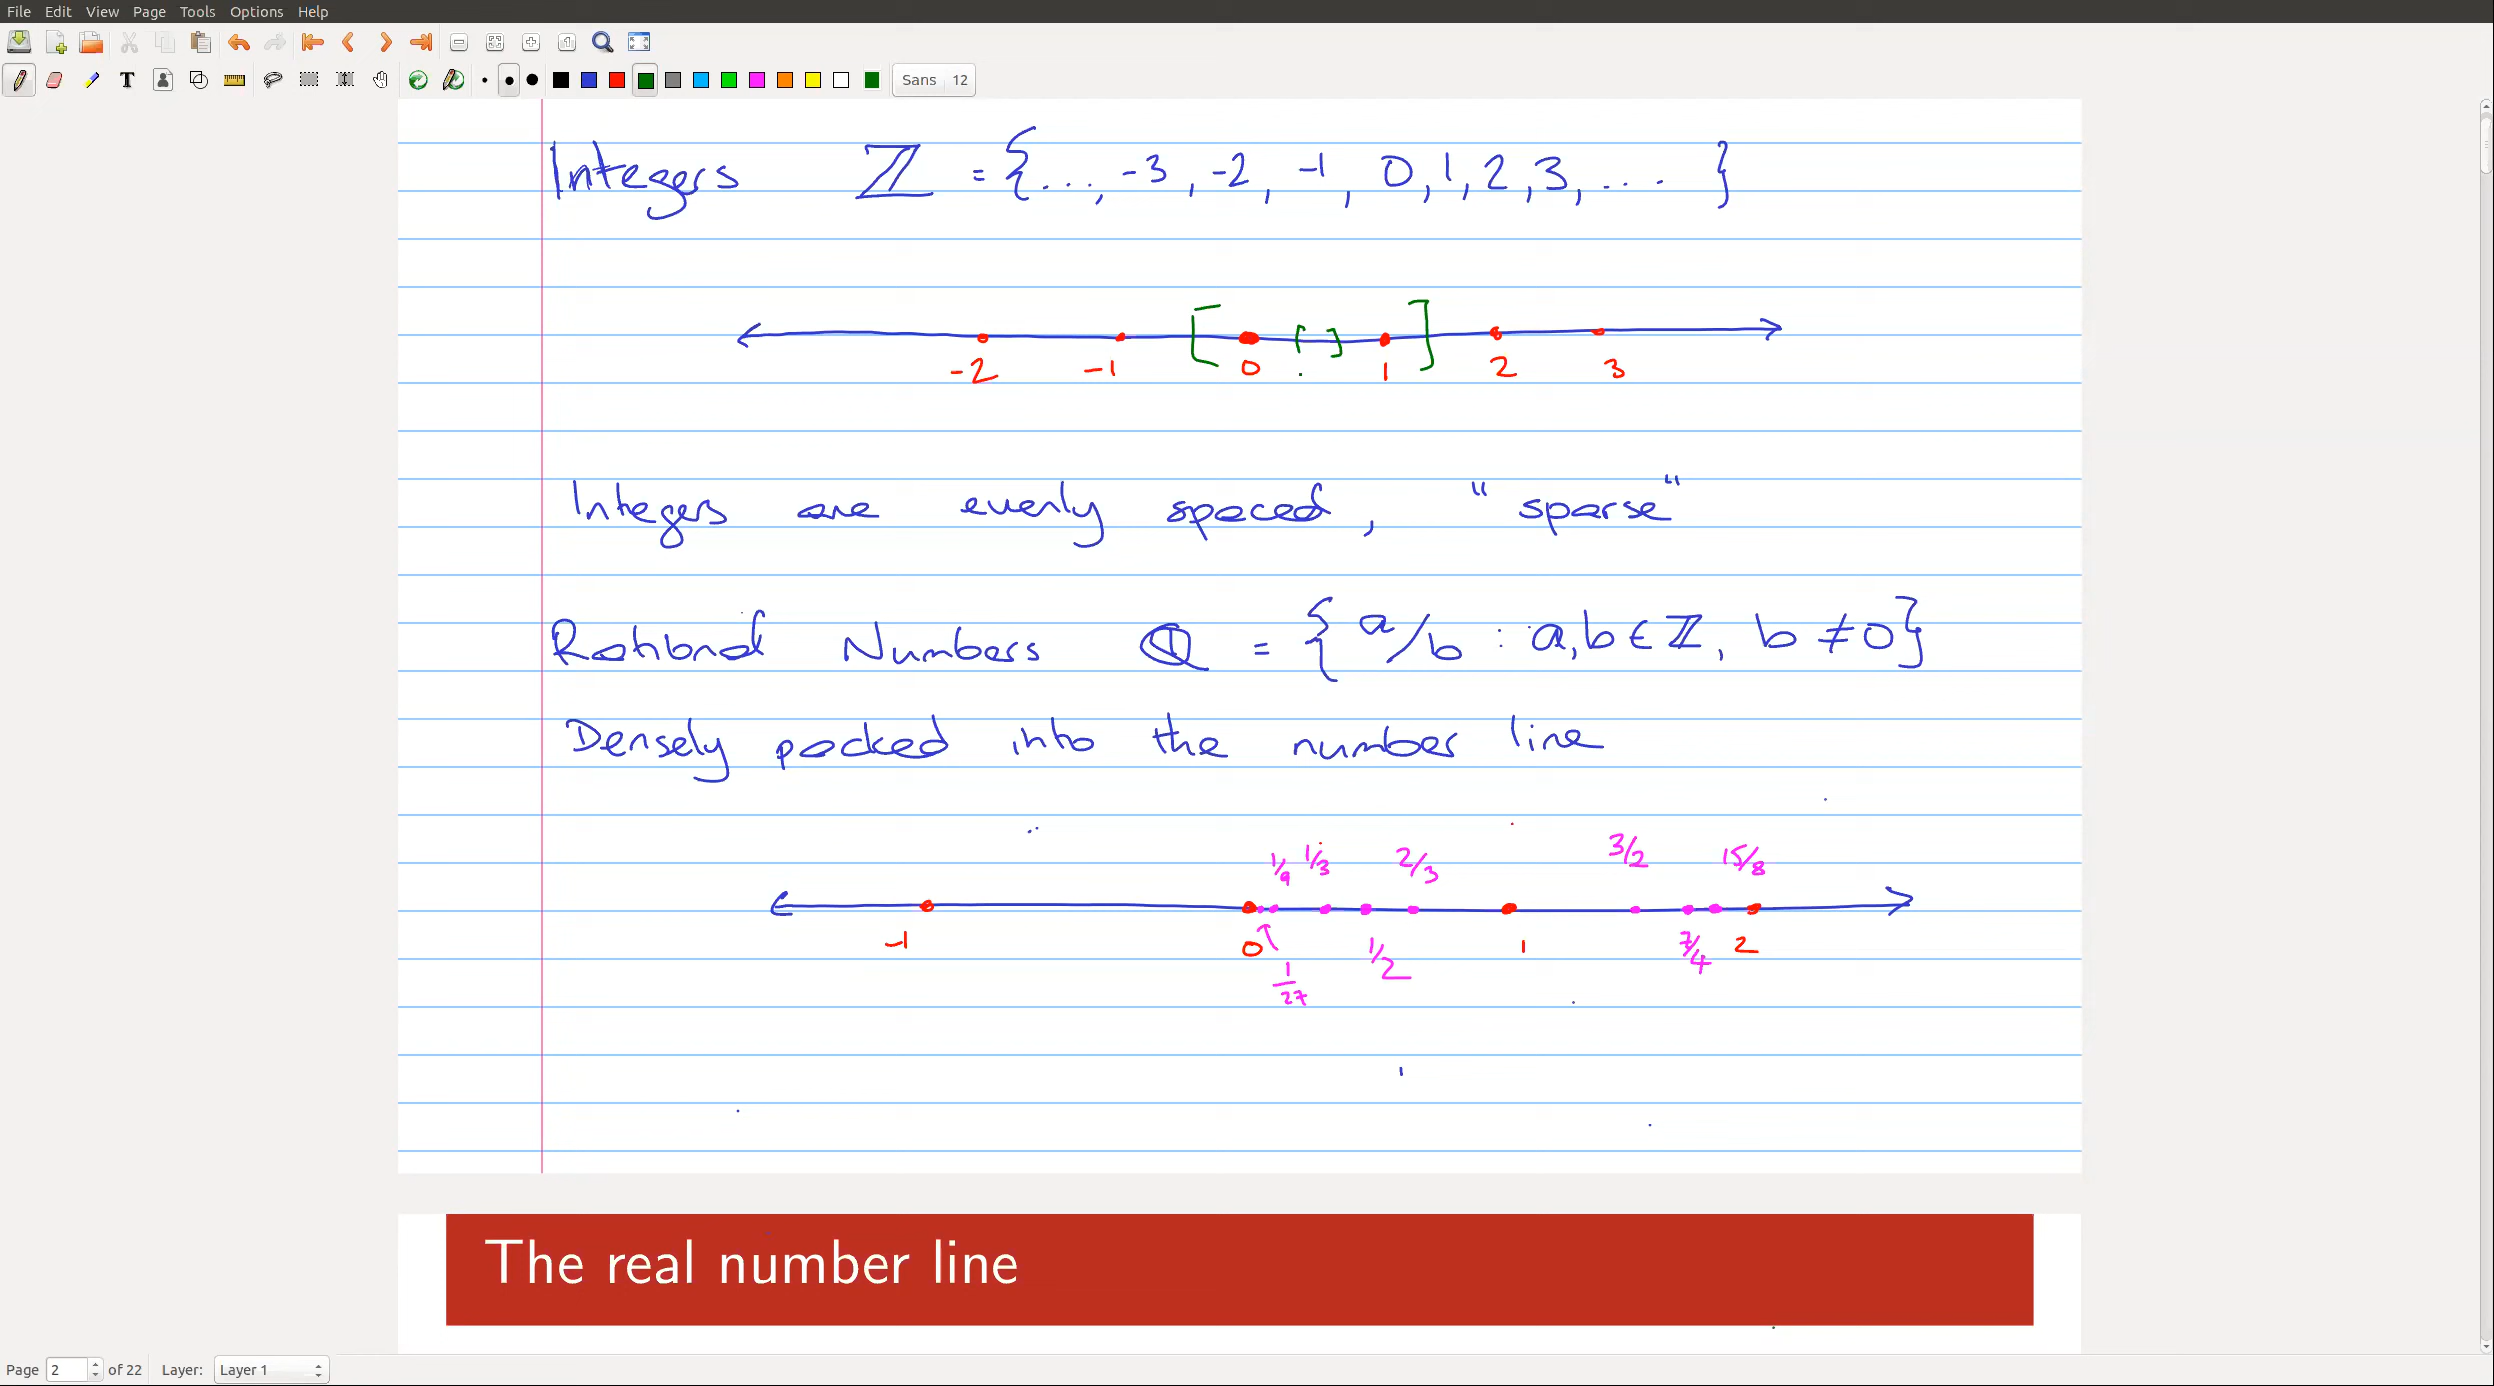 File Edit View Page Tools Options Help
Sans 12
Integers ℤ = {..., -3, -2, -1, 0, 1, 2, 3, ... }
[ [ ] ]
-2 -1 0 1 2 3
Integers are evenly spaced, "sparse"
Rational Numbers ℚ = { a/b : a, b ∈ ℤ, b ≠ 0}
Densely packed into the number line
1/9 1/3 2/3 3/2 15/8
-1 0 1/27 1/2 1 7/4 2
The real number line
Page 2 of 22 Layer: Layer 1